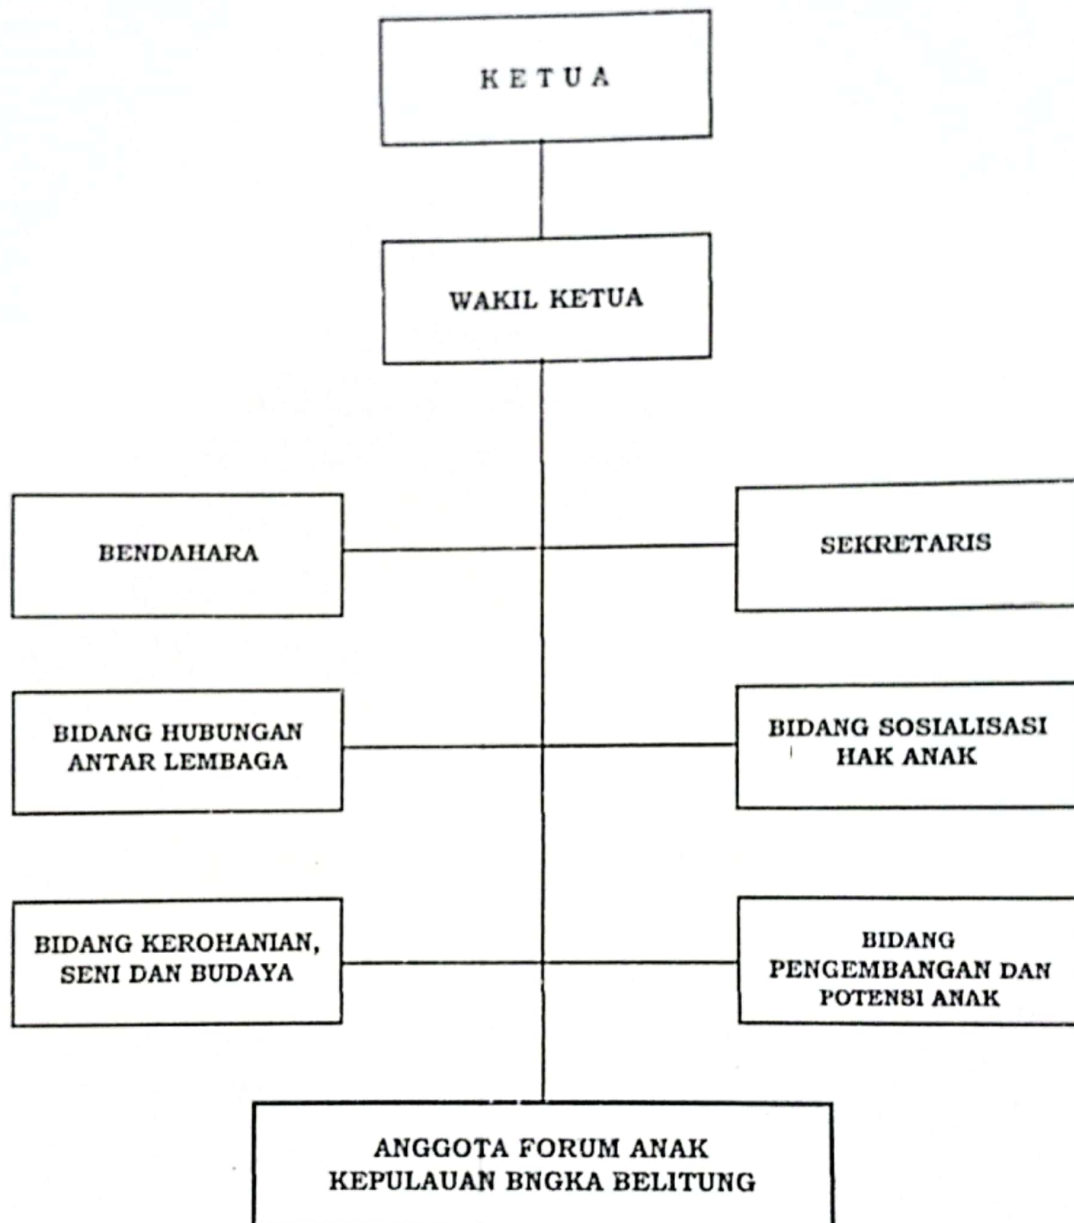 K E T U A
WAKIL KETUA
BENDAHARA
SEKRETARIS
BIDANG HUBUNGAN
ANTAR LEMBAGA
BIDANG SOSIALISASI
HAK ANAK
BIDANG KEROHANIAN,
SENI DAN BUDAYA
BIDANG
PENGEMBANGAN DAN
POTENSI ANAK
ANGGOTA FORUM ANAK
KEPULAUAN BNGKA BELITUNG